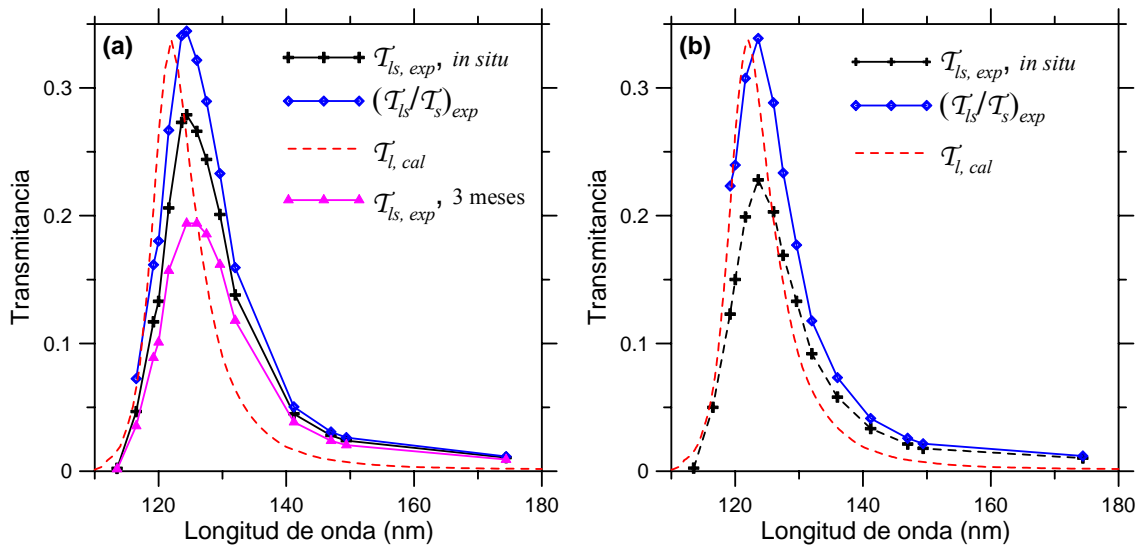 (a)
𝒯ls, exp, in situ
(𝒯ls/𝒯s)exp
𝒯l, cal
𝒯ls, exp, 3 meses
Transmitancia
0.3
0.2
0.1
0
120 140 160 180
Longitud de onda (nm)
(b)
𝒯ls, exp, in situ
(𝒯ls/𝒯s)exp
𝒯l, cal
Transmitancia
0.3
0.2
0.1
0
120 140 160 180
Longitud de onda (nm)